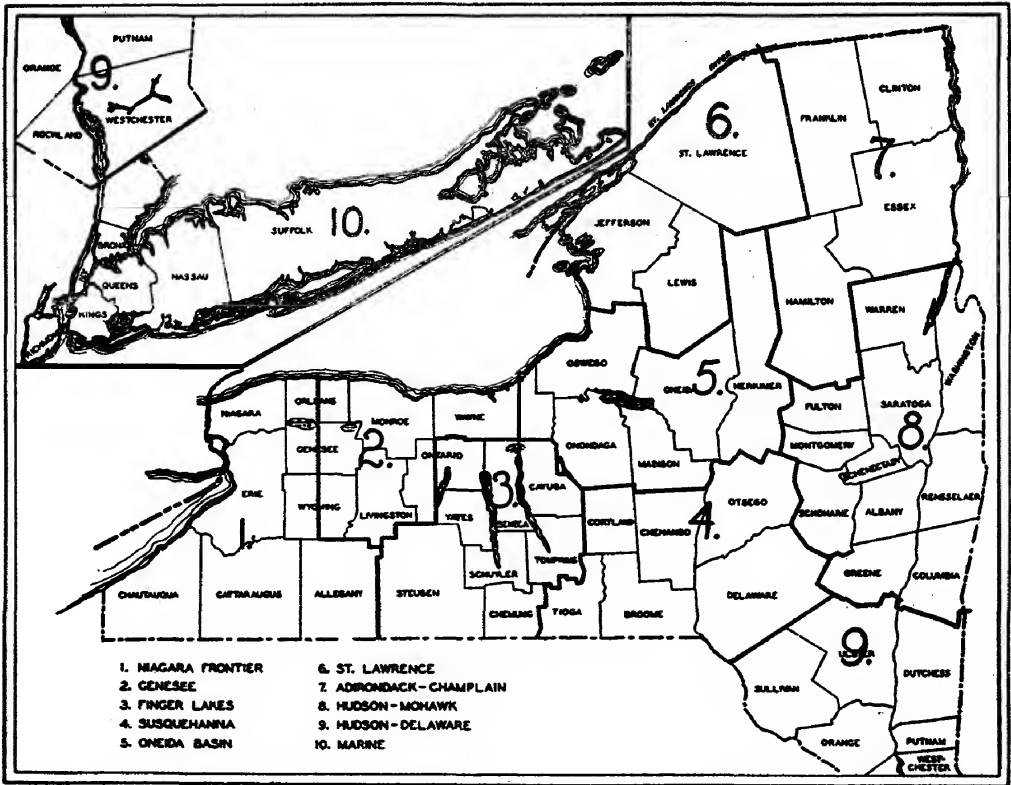 PUTNAM
ORANGE
9.
WESTCHESTER
ROCKLAND
BRONX
QUEENS
NASSAU
KINGS
RICHMOND
SUFFOLK
10.
ST. LAWRENCE RIVER
6.
ST. LAWRENCE
FRANKLIN
CLINTON
7.
ESSEX
JEFFERSON
LEWIS
HAMILTON
WARREN
WASHINGTON
OSWEGO
ONEIDA
5.
HERKIMER
FULTON
SARATOGA
8.
MONTGOMERY
SCHENECTADY
RENSSELAER
NIAGARA
ORLEANS
MONROE
WAYNE
GENESEE
2.
ONTARIO
ONONDAGA
MADISON
ERIE
1
WYOMING
LIVINGSTON
YATES
3.
SENECA
CAYUGA
CORTLAND
CHENANGO
4.
OTSEGO
SCHOHARIE
ALBANY
SCHUYLER
TOMPKINS
GREENE
COLUMBIA
CHAUTAUQUA
CATTARAUGUS
ALLEGANY
STEUBEN
CHEMUNG
TIOGA
BROOME
DELAWARE
9.
ULSTER
SULLIVAN
DUTCHESS
ORANGE
PUTNAM
WEST-
CHESTER
1. NIAGARA FRONTIER
2. GENESEE
3. FINGER LAKES
4. SUSQUEHANNA
5. ONEIDA BASIN
6. ST. LAWRENCE
7. ADIRONDACK-CHAMPLAIN
8. HUDSON-MOHAWK
9. HUDSON-DELAWARE
10. MARINE